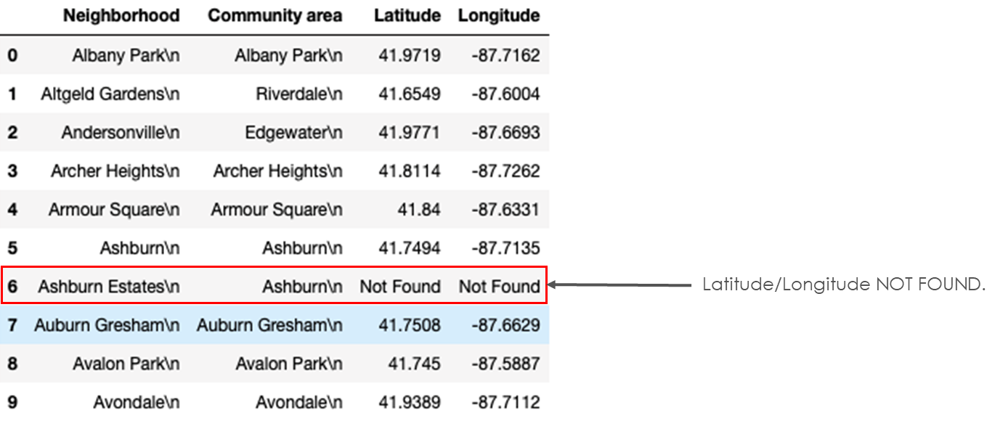 Neighborhood Community area Latitude Longitude
0 Albany Park\n Albany Park\n 41.9719 -87.7162
1 Altgeld Gardens\n Riverdale\n 41.6549 -87.6004
2 Andersonville\n Edgewater\n 41.9771 -87.6693
3 Archer Heights\n Archer Heights\n 41.8114 -87.7262
4 Armour Square\n Armour Square\n 41.84 -87.6331
5 Ashburn\n Ashburn\n 41.7494 -87.7135
6 Ashburn Estates\n Ashburn\n Not Found Not Found Latitude/Longitude NOT FOUND.
7 Auburn Gresham\n Auburn Gresham\n 41.7508 -87.6629
8 Avalon Park\n Avalon Park\n 41.745 -87.5887
9 Avondale\n Avondale\n 41.9389 -87.7112